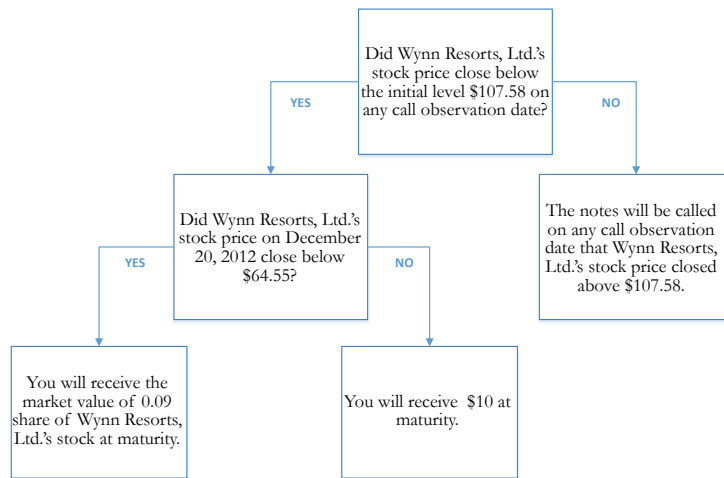 Did Wynn Resorts, Ltd.'s
stock price close below
the initial level $107.58 on
any call observation date?
YES
NO
Did Wynn Resorts, Ltd.'s
stock price on December
20, 2012 close below
$64.55?
The notes will be called
on any call observation
date that Wynn Resorts,
Ltd.'s stock price closed
above $107.58.
YES
NO
You will receive the
market value of 0.09
share of Wynn Resorts,
Ltd.'s stock at maturity.
You will receive $10 at
maturity.